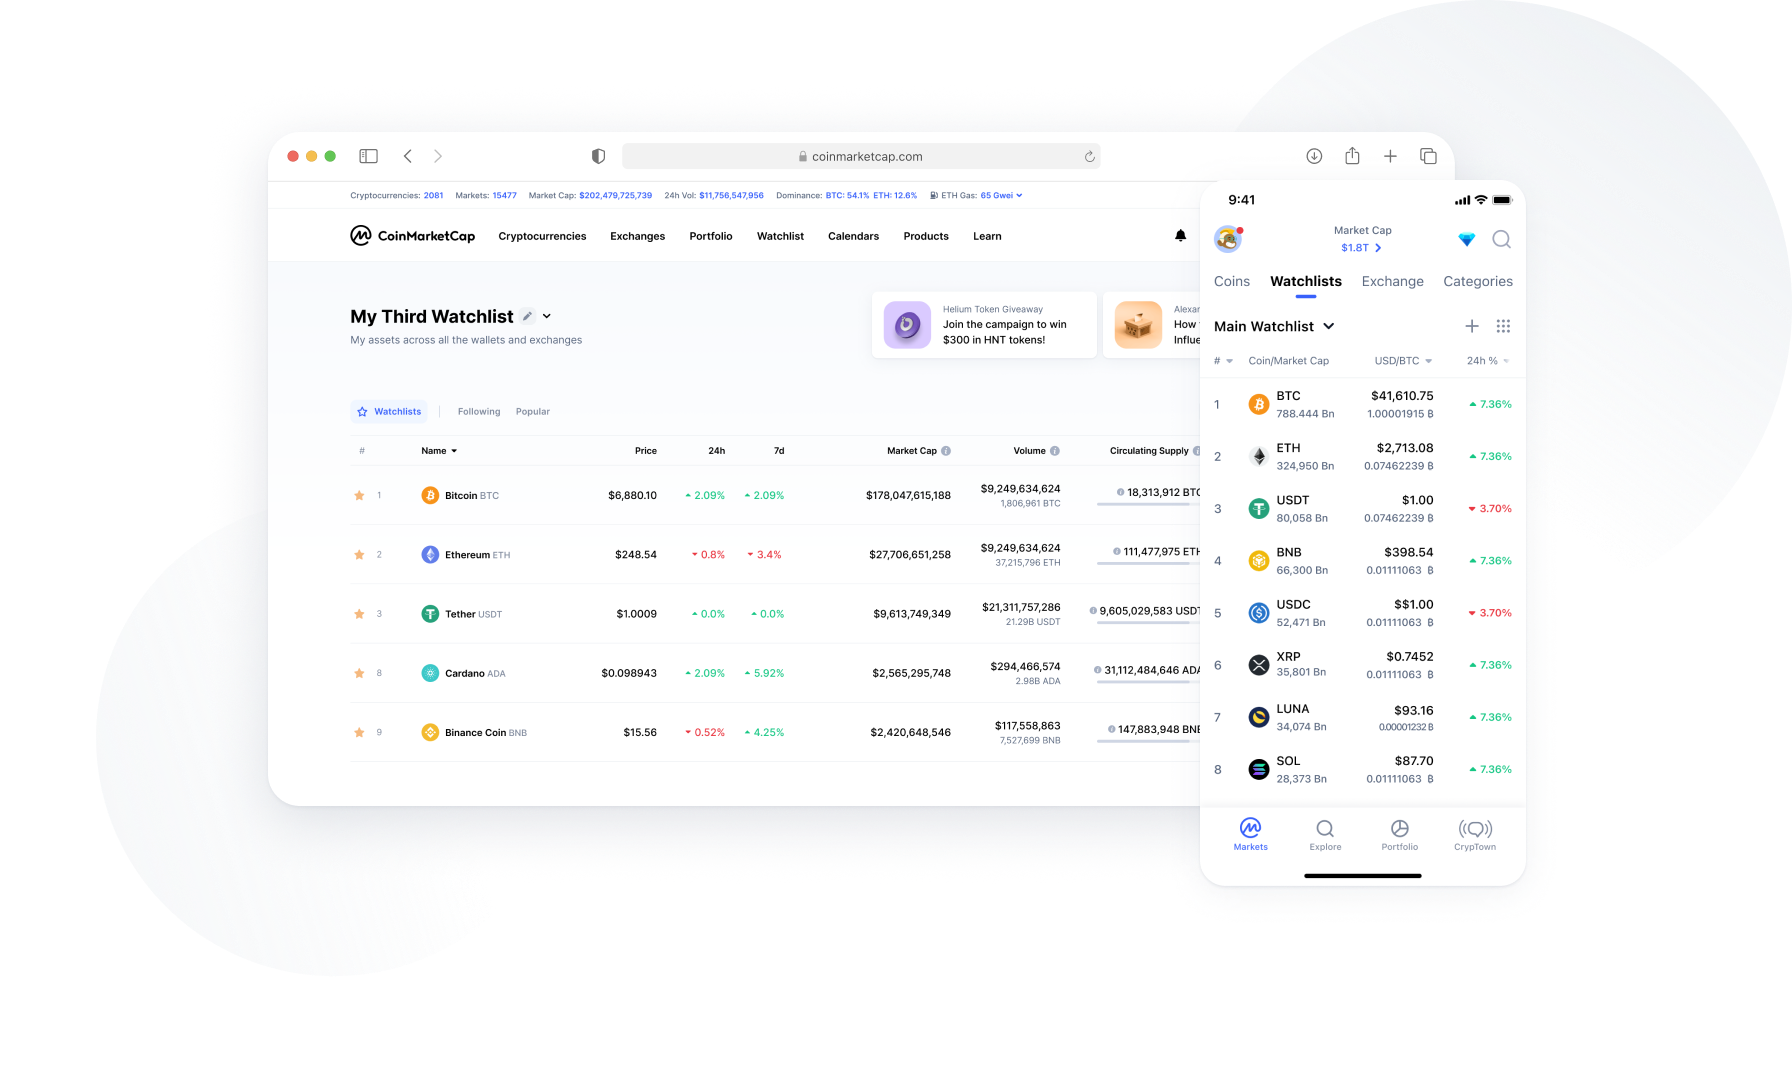 coinmarketcap.com
Cryptocurrencies: 2081 Markets: 15477 Market Cap: $202,479,725,739 24h Vol: $11,756,547,956 Dominance: BTC: 54.1% ETH: 12.6% ETH Gas: 65 Gwei
CoinMarketCap Cryptocurrencies Exchanges Portfolio Watchlist Calendars Products Learn
My Third Watchlist
My assets across all the wallets and exchanges
Helium Token Giveaway
Join the campaign to win
$300 in HNT tokens!
Alexar
How
Influe
Watchlists Following Popular
# Name Price 24h 7d Market Cap Volume Circulating Supply
1 Bitcoin BTC $6,880.10 2.09% 2.09% $178,047,615,188 $9,249,634,624 18,313,912 BTC
1,806,961 BTC
2 Ethereum ETH $248.54 0.8% 3.4% $27,706,651,258 $9,249,634,624 111,477,975 ETH
37,215,796 ETH
3 Tether USDT $1.0009 0.0% 0.0% $9,613,749,349 $21,311,757,286 9,605,029,583 USDT
21.29B USDT
8 Cardano ADA $0.098943 2.09% 5.92% $2,565,295,748 $294,466,574 31,112,484,646 ADA
2.98B ADA
9 Binance Coin BNB $15.56 0.52% 4.25% $2,420,648,546 $117,558,863 147,883,948 BNB
7,527,699 BNB
9:41
Market Cap
$1.8T
Coins Watchlists Exchange Categories
Main Watchlist
# Coin/Market Cap USD/BTC 24h %
1 BTC $41,610.75 7.36%
788.444 Bn 1.00001915 ₿
2 ETH $2,713.08 7.36%
324,950 Bn 0.07462239 ₿
3 USDT $1.00 3.70%
80,058 Bn 0.07462239 ₿
4 BNB $398.54 7.36%
66,300 Bn 0.01111063 ₿
5 USDC $$1.00 3.70%
52,471 Bn 0.01111063 ₿
6 XRP $0.7452 7.36%
35,801 Bn 0.01111063 ₿
7 LUNA $93.16 7.36%
34,074 Bn 0.00001232 ₿
8 SOL $87.70 7.36%
28,373 Bn 0.01111063 ₿
Markets Explore Portfolio CrypTown